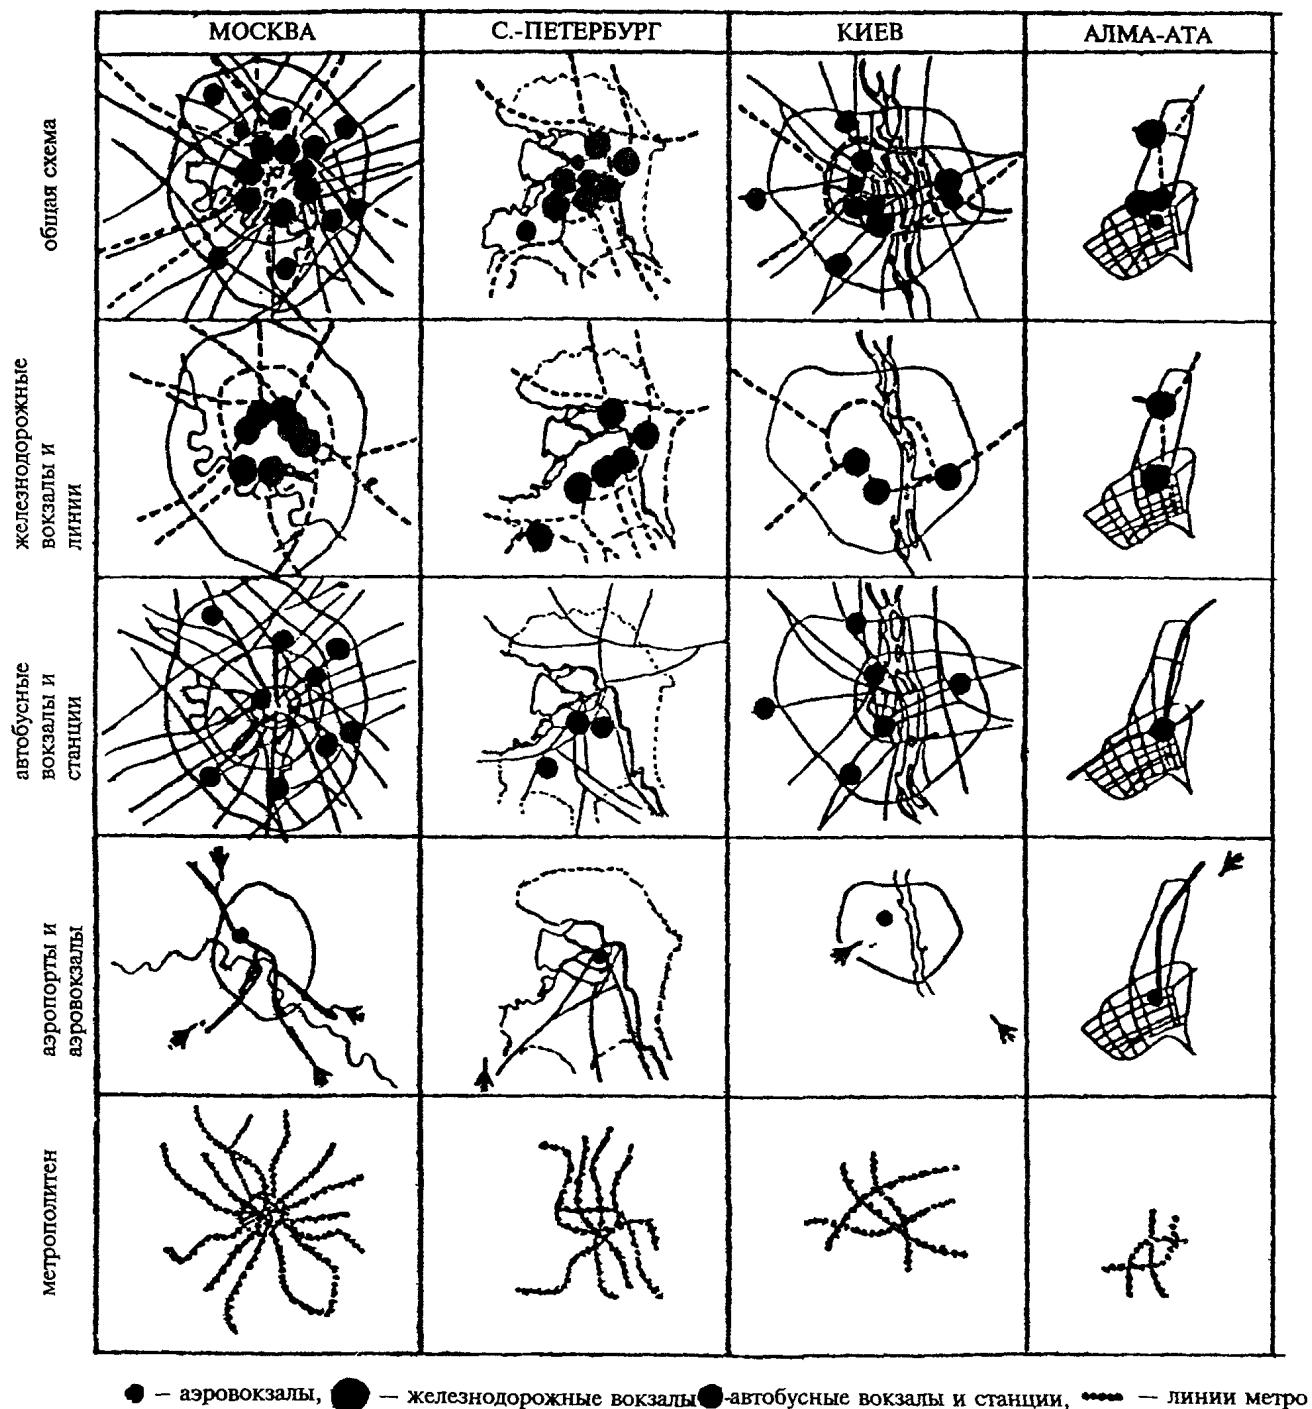 МОСКВА
С.-ПЕТЕРБУРГ
КИЕВ
АЛМА-АТА
общая схема
железнодорожные
вокзалы и
линии
автобусные
вокзалы и
станции
аэропорты и
аэровокзалы
метрополитен
– аэровокзалы, – железнодорожные вокзалы -автобусные вокзалы и станции, – линии метро